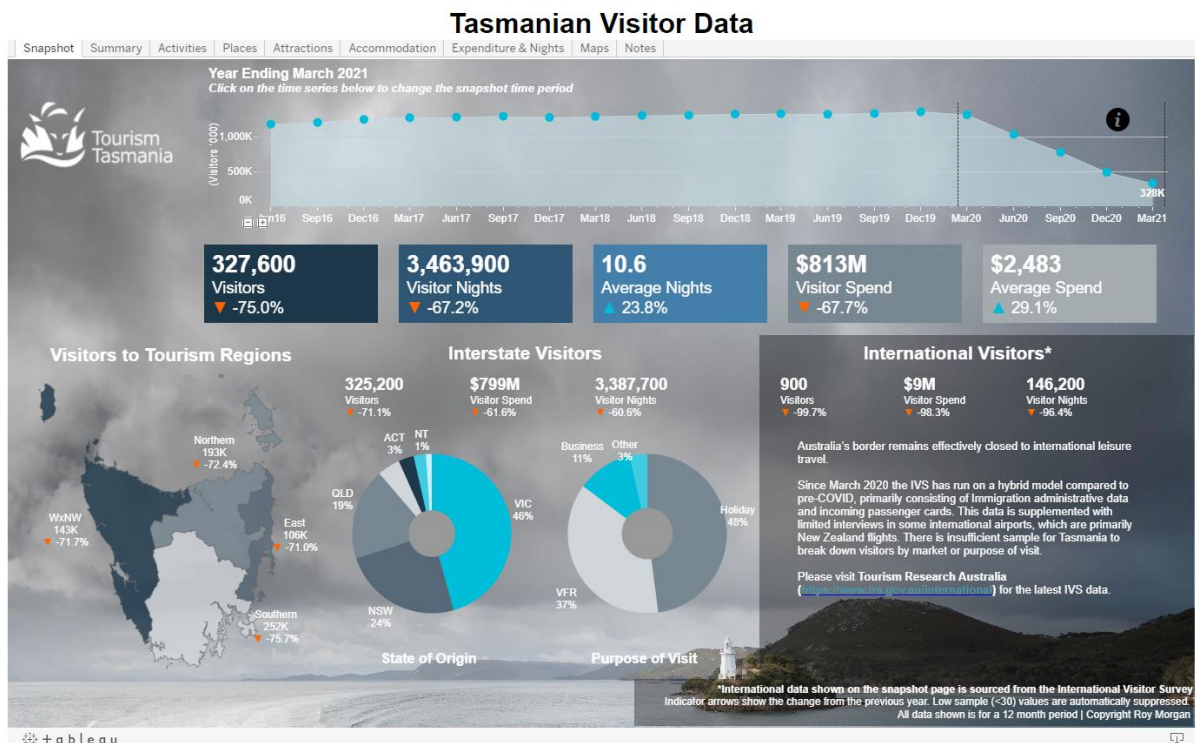 Tasmanian Visitor Data
Snapshot Summary Activities Places Attractions Accommodation Expenditure & Nights Maps Notes
Year Ending March 2021
Click on the time series below to change the snapshot time period
Tourism
Tasmania
(Visitors '000)
1,000K
500K
0K
328K
Sep16 Dec16 Mar17 Jun17 Sep17 Dec17 Mar18 Jun18 Sep18 Dec18 Mar19 Jun19 Sep19 Dec19 Mar20 Jun20 Sep20 Dec20 Mar21
327,600
Visitors
▼ -75.0%
3,463,900
Visitor Nights
▼ -67.2%
10.6
Average Nights
▲ 23.8%
$813M
Visitor Spend
▼ -67.7%
$2,483
Average Spend
▲ 29.1%
Visitors to Tourism Regions
Northern
193K
▼ -72.4%
WxNW
143K
▼ -71.7%
East
106K
▼ -71.0%
Southern
252K
▼ -75.7%
Interstate Visitors
325,200
Visitors
▼ -71.1%
$799M
Visitor Spend
▼ -61.6%
3,387,700
Visitor Nights
▼ -60.6%
ACT
3%
NT
1%
QLD
19%
VIC
46%
NSW
24%
State of Origin
Business
11%
Other
3%
Holiday
48%
VFR
37%
Purpose of Visit
International Visitors*
900
Visitors
▼ -99.7%
$9M
Visitor Spend
▼ -98.3%
146,200
Visitor Nights
▼ -96.4%
Australia's border remains effectively closed to international leisure
travel.
Since March 2020 the IVS has run on a hybrid model compared to
pre-COVID, primarily consisting of Immigration administrative data
and incoming passenger cards. This data is supplemented with
limited interviews in some international airports, which are primarily
New Zealand flights. There is insufficient sample for Tasmania to
break down visitors by market or purpose of visit.
Please visit Tourism Research Australia
(https://www.tra.gov.au/international) for the latest IVS data.
*International data shown on the snapshot page is sourced from the International Visitor Survey
Indicator arrows show the change from the previous year. Low sample (<30) values are automatically suppressed.
All data shown is for a 12 month period | Copyright Roy Morgan
+ableau